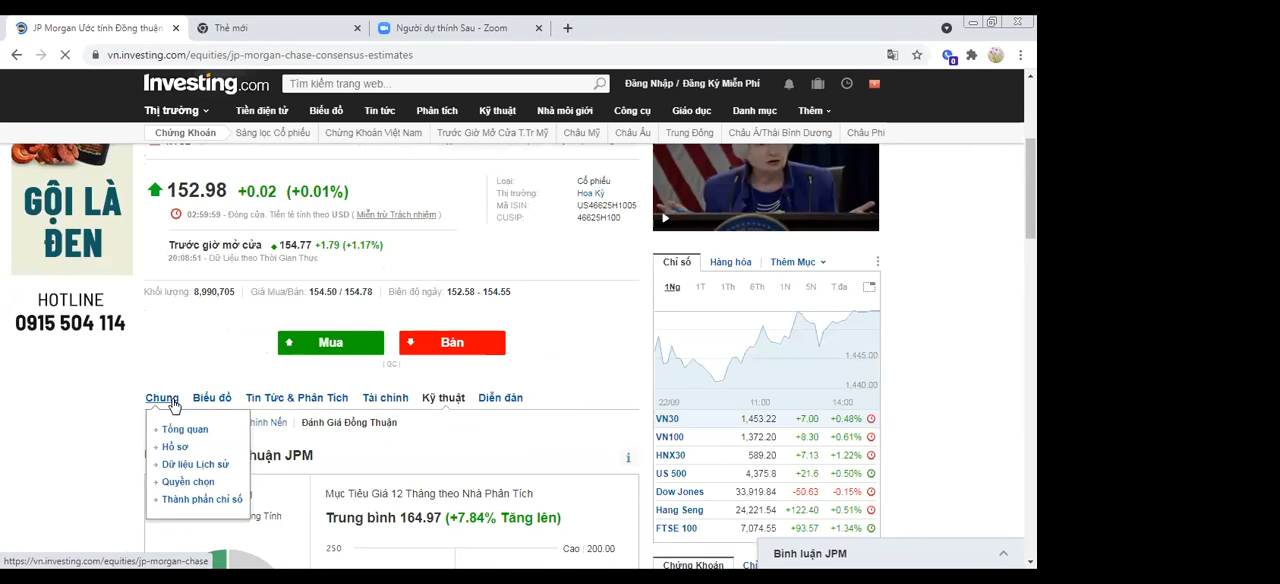 JP Morgan Ước tính Đồng thuận
Thẻ mới
Người dự thính Sau - Zoom
vn.investing.com/equities/jp-morgan-chase-consensus-estimates
0
Investing.com
Tìm kiếm trang web...
Đăng Nhập / Đăng Ký Miễn Phí
Thị trường
Tiền điện tử
Biểu đồ
Tin tức
Phân tích
Kỹ thuật
Nhà môi giới
Công cụ
Giáo dục
Danh mục
Thêm
Chứng Khoán
Sàng lọc Cổ phiếu
Chứng Khoán Việt Nam
Trước Giờ Mở Cửa T.Tr Mỹ
Châu Mỹ
Châu Âu
Trung Đông
Châu Á/Thái Bình Dương
Châu Phi
GỘI LÀ
ĐEN
HOTLINE
0915 504 114
152.98 +0.02 (+0.01%)
02:59:59 - Đóng cửa. Tiền tệ tính theo USD ( Miễn trừ Trách nhiệm )
Trước giờ mở cửa 154.77 +1.79 (+1.17%)
20:08:51 - Dữ Liệu theo Thời Gian Thực
Loại: Cổ phiếu
Thị trường: Hoa Kỳ
Mã ISIN: US46625H1005
CUSIP: 46625H100
Khối lượng: 8,990,705
Giá Mua/Bán: 154.50 / 154.78
Biên độ ngày: 152.58 - 154.55
Mua
Bán
QC
Chung
Biểu đồ
Tin Tức & Phân Tích
Tài chính
Kỹ thuật
Diễn đàn
Tổng quan
Hồ sơ
Dữ liệu Lịch sử
Quyền chọn
Thành phần chỉ số
hình Nến
Đánh Giá Đồng Thuận
huận JPM
ng Tính
Mục Tiêu Giá 12 Tháng theo Nhà Phân Tích
Trung bình 164.97 (+7.84% Tăng lên)
250
Cao 200.00
Chỉ số
Hàng hóa
Thêm Mục
1Ng
1T
1Th
6Th
1N
5N
T.đa
1,445.00
1,440.00
22/09
11:00
14:00
VN30 1,453.22 +7.00 +0.48%
VN100 1,372.20 +8.30 +0.61%
HNX30 589.20 +7.13 +1.22%
US 500 4,375.8 +21.6 +0.50%
Dow Jones 33,919.84 -50.63 -0.15%
Hang Seng 24,221.54 +122.40 +0.51%
FTSE 100 7,074.55 +93.57 +1.34%
Chứng Khoán
Bình luận JPM
https://vn.investing.com/equities/jp-morgan-chase